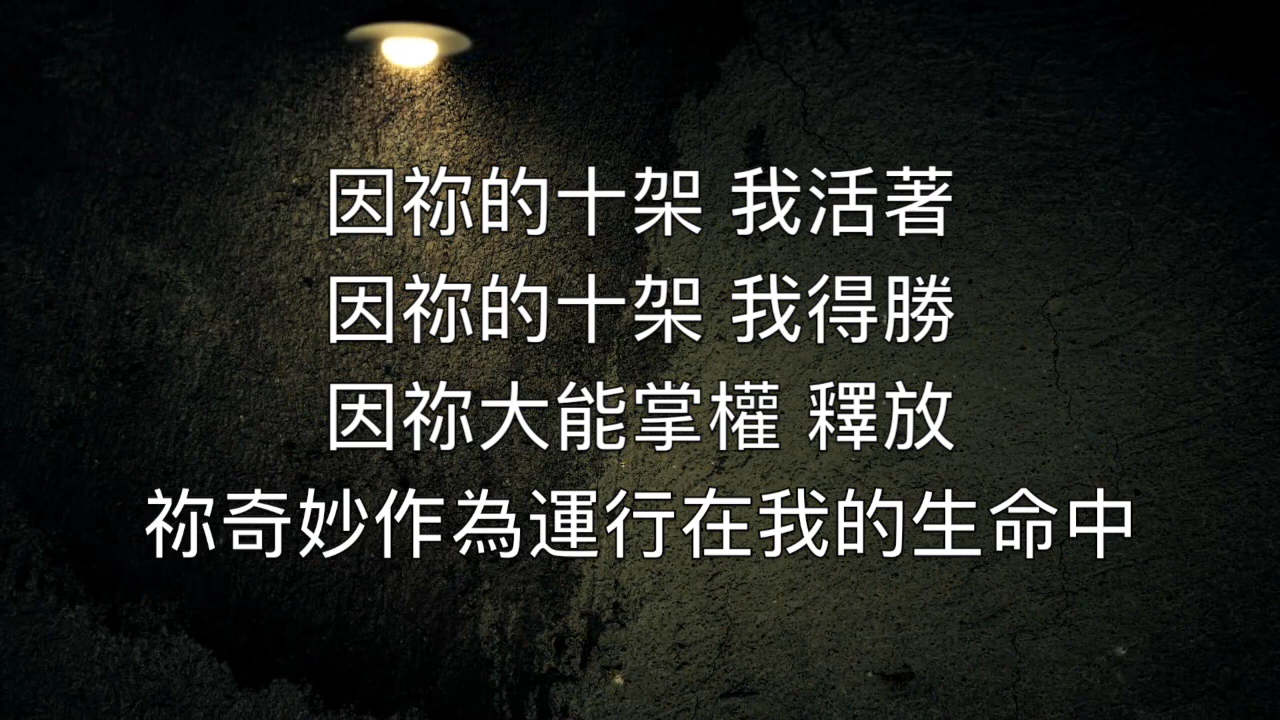 因祢的十架 我活著
因祢的十架 我得勝
因祢大能掌權 釋放
祢奇妙作為運行在我的生命中